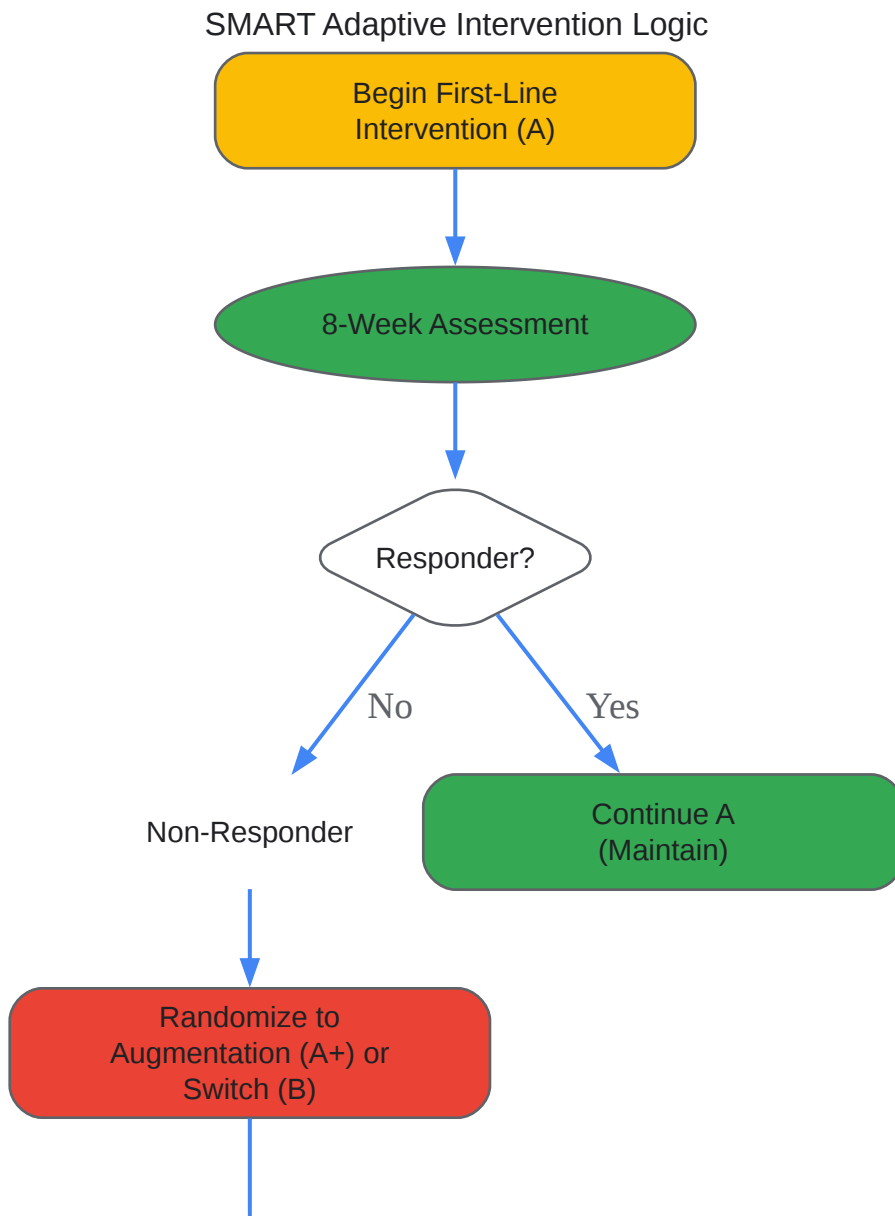 SMART Adaptive Intervention Logic
Begin First-Line
Intervention (A)
8-Week Assessment
Responder?
No
Yes
Non-Responder
Continue A
(Maintain)
Randomize to
Augmentation (A+) or
Switch (B)